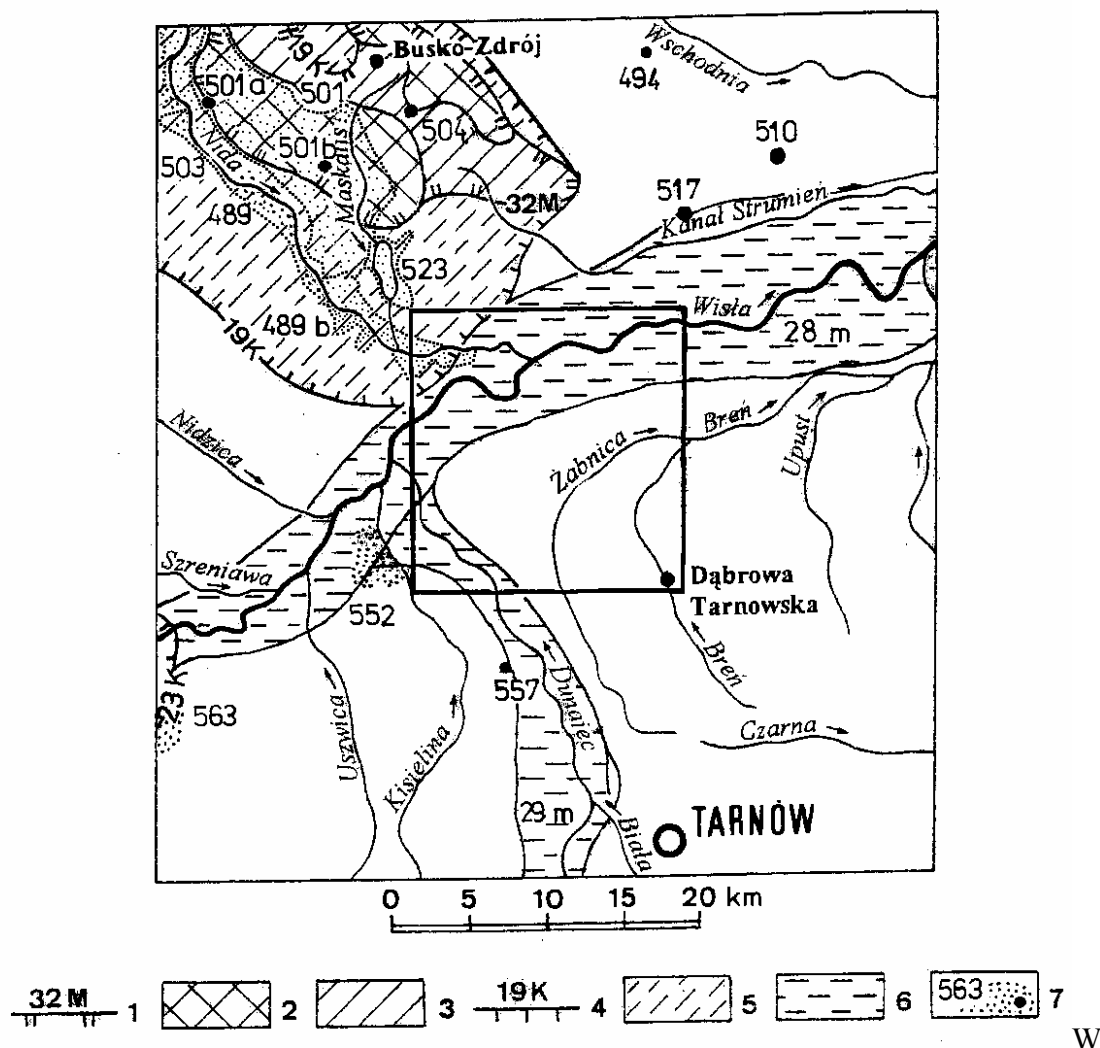 19K
Busko-Zdrój
Wschodnia
494
501a
501
504
510
501b
Nida
Maskalis
503
489
32M
517
Kanał Strumień
523
Wisła
28 m
489 b
19K
Nidzica
Żabnica
Breń
Upust
Szreniawa
Dąbrowa
Tarnowska
552
557
Breń
23K
563
Uszwica
Kisielina
Dunajec
Czarna
29 m
Biała
TARNÓW
0 5 10 15 20 km
32M 1 2 3 19K 4 5 6 563 7
W